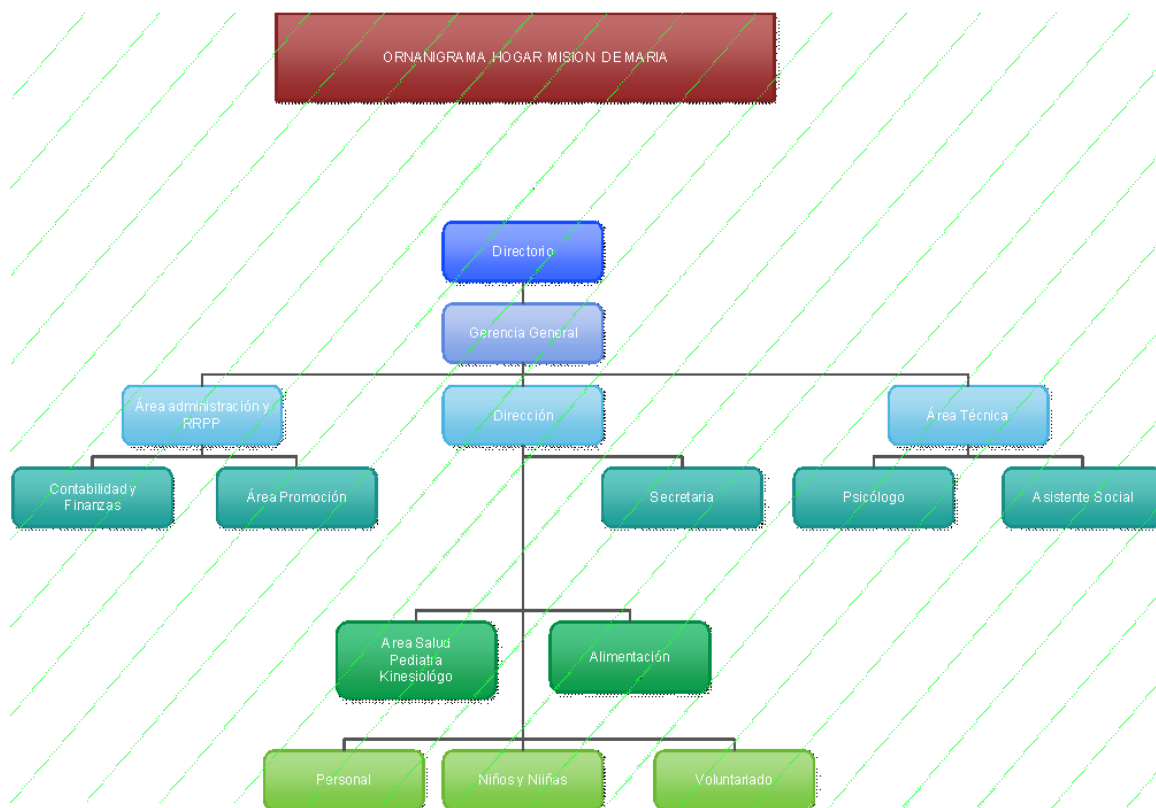 ORNANIGRAMA HOGAR MISION DE MARIA
Directorio
Gerencia General
Área administración y
RRPP
Dirección
Área Técnica
Contabilidad y
Finanzas
Área Promoción
Secretaria
Psicólogo
Asistente Social
Area Salud
Pediatra
Kinesiológo
Alimentación
Personal
Niños y Niiñas
Voluntariado